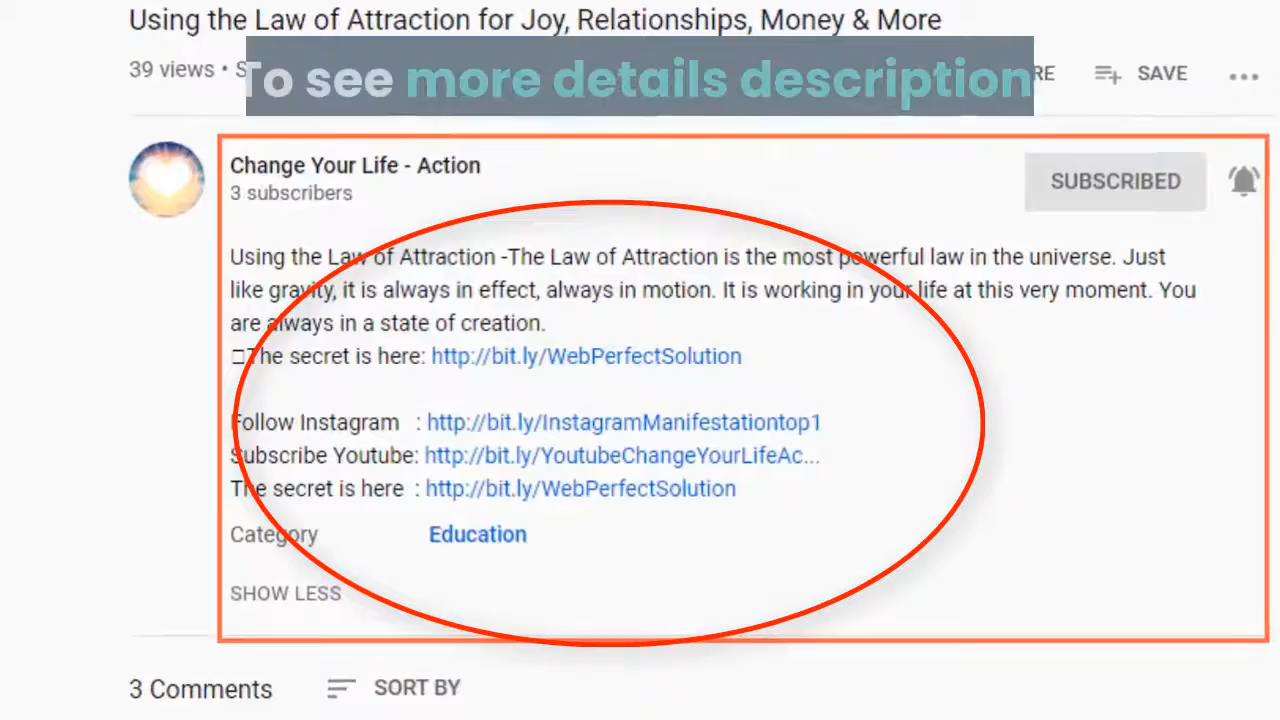 Using the Law of Attraction for Joy, Relationships, Money & More
39 views • S
To see more details description
RE
SAVE
Change Your Life - Action
3 subscribers
SUBSCRIBED
Using the Law of Attraction -The Law of Attraction is the most powerful law in the universe. Just
like gravity, it is always in effect, always in motion. It is working in your life at this very moment. You
are always in a state of creation.
The secret is here: http://bit.ly/WebPerfectSolution
Follow Instagram : http://bit.ly/InstagramManifestationtop1
Subscribe Youtube: http://bit.ly/YoutubeChangeYourLifeAc...
The secret is here : http://bit.ly/WebPerfectSolution
Category Education
SHOW LESS
3 Comments SORT BY